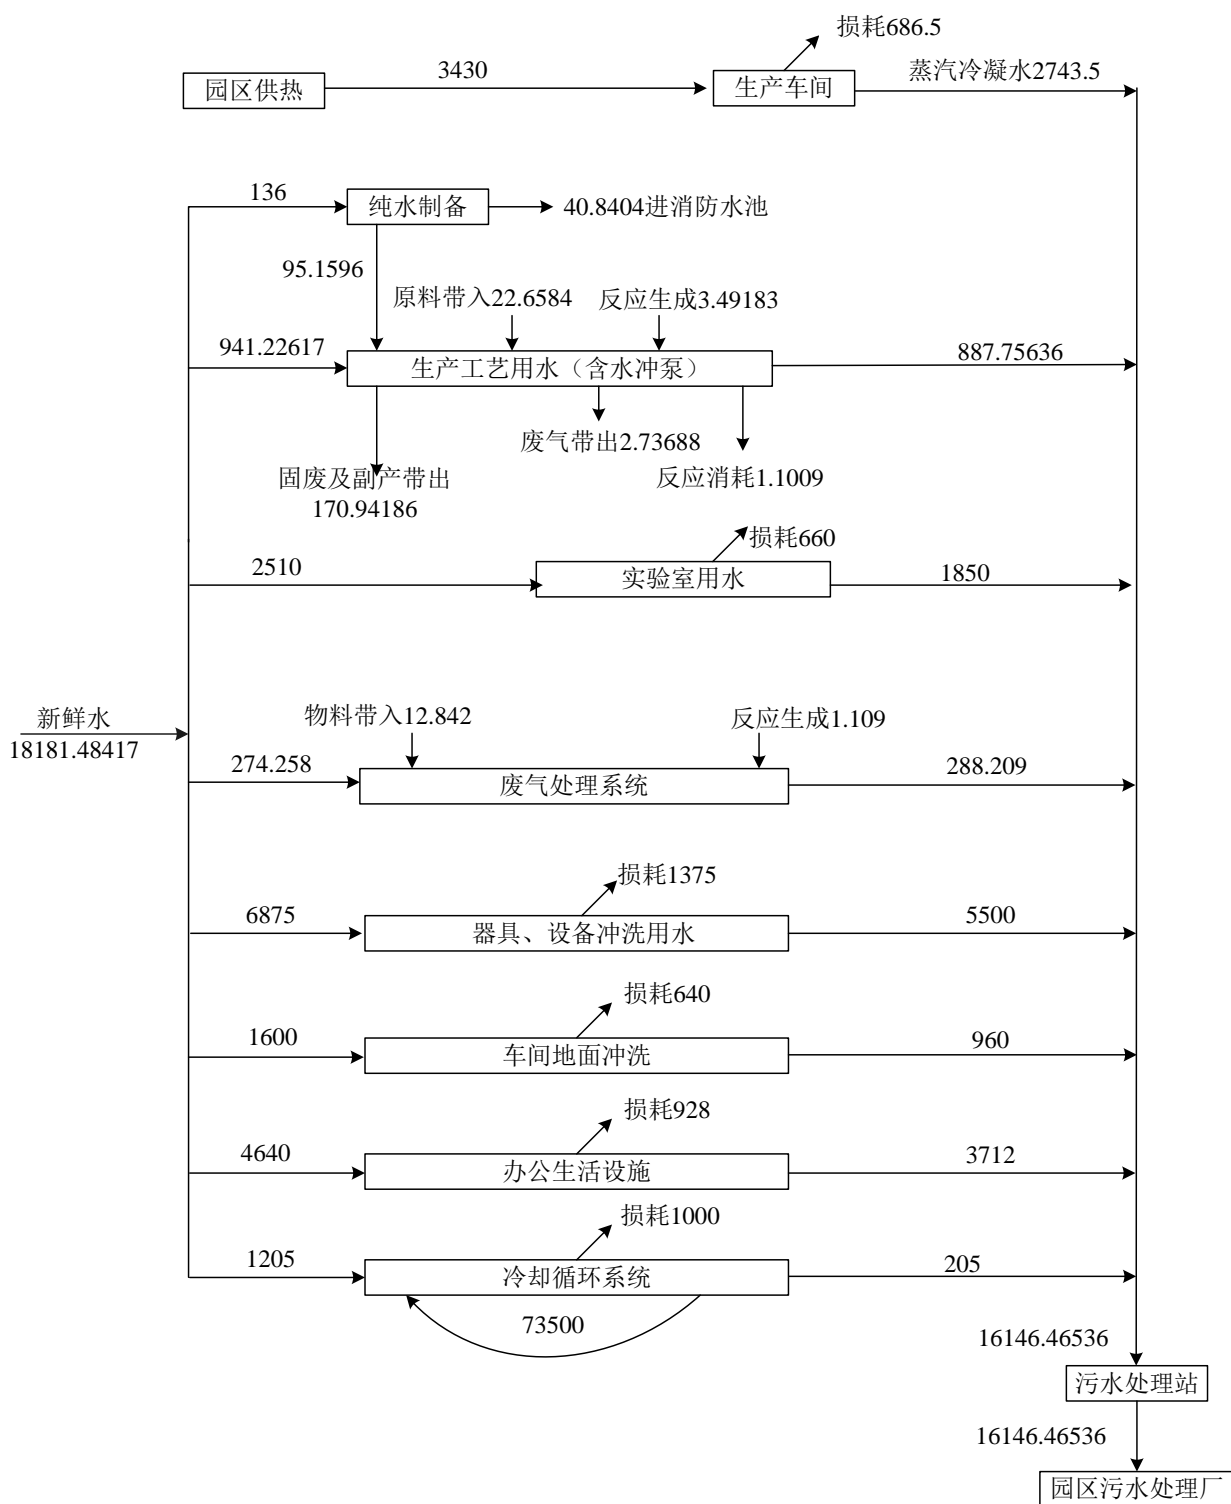 损耗686.5
园区供热
3430
生产车间
蒸汽冷凝水2743.5
136
纯水制备
40.8404进消防水池
95.1596
原料带入22.6584
反应生成3.49183
941.22617
生产工艺用水（含水冲泵）
887.75636
废气带出2.73688
固废及副产带出
170.94186
反应消耗1.1009
损耗660
2510
实验室用水
1850
新鲜水
18181.48417
物料带入12.842
反应生成1.109
274.258
废气处理系统
288.209
损耗1375
6875
器具、设备冲洗用水
5500
损耗640
1600
车间地面冲洗
960
损耗928
4640
办公生活设施
3712
损耗1000
1205
冷却循环系统
205
73500
16146.46536
污水处理站
16146.46536
园区污水处理厂